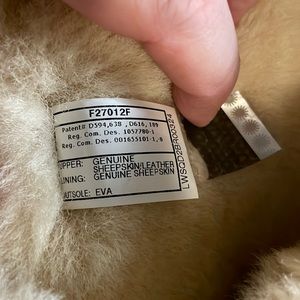 F27012F
Patent# D594,638 , D616,189
Reg. Com. Des. 1057780-1
Reg. Com. Des. 001655101-1, 8
UPPER: GENUINE
SHEEPSKIN/LEATHER
LINING: GENUINE SHEEPSKIN
OUTSOLE: EVA